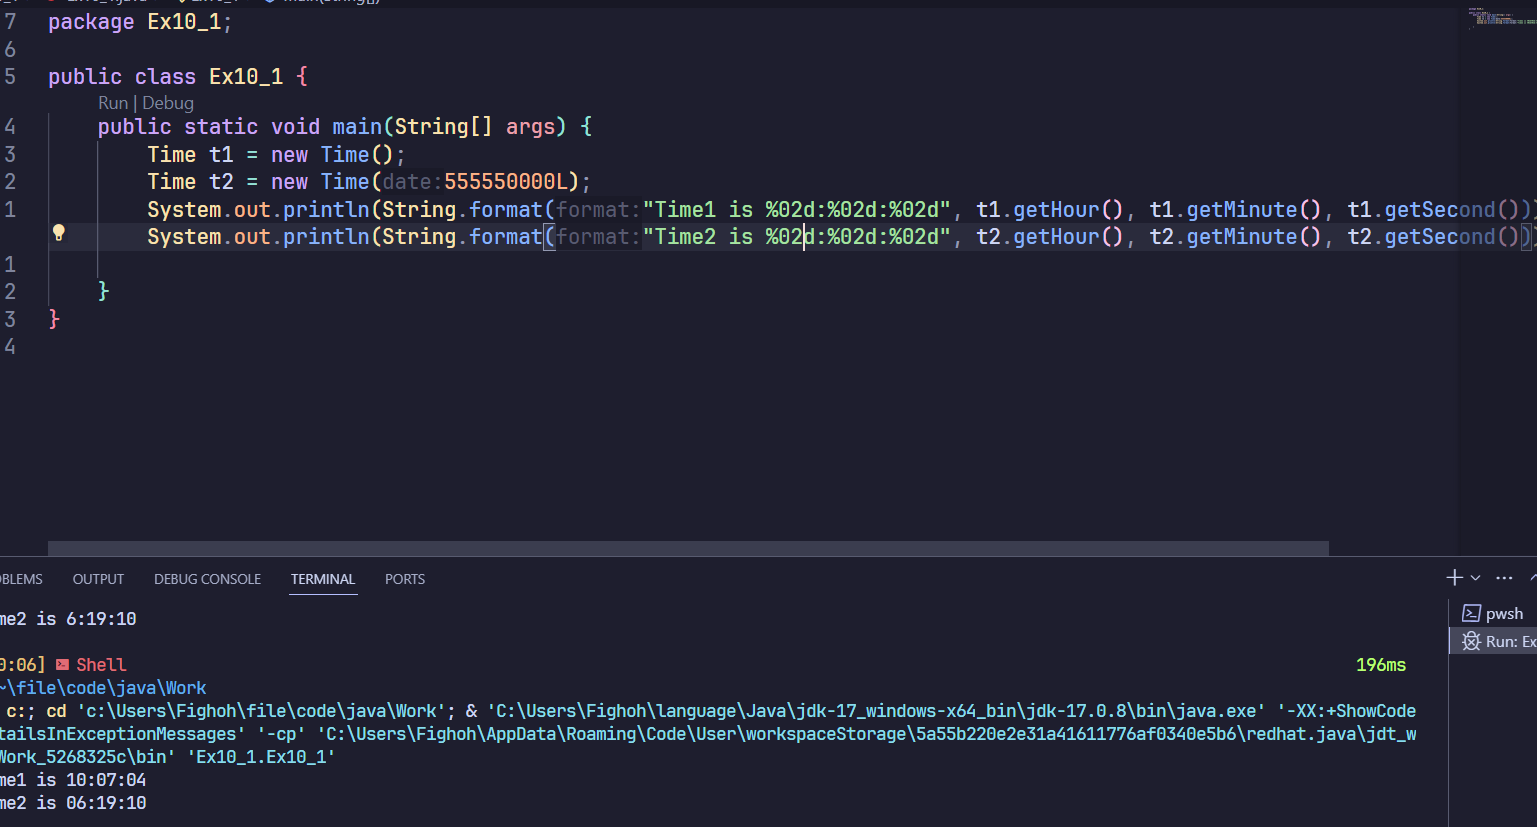 7 package Ex10_1;
6
5 public class Ex10_1 {
Run | Debug
4 public static void main(String[] args) {
3 Time t1 = new Time();
2 Time t2 = new Time(date:555550000L);
1 System.out.println(String.format(format:"Time1 is %02d:%02d:%02d", t1.getHour(), t1.getMinute(), t1.getSecond())
System.out.println(String.format(format:"Time2 is %02d:%02d:%02d", t2.getHour(), t2.getMinute(), t2.getSecond())
1
2 }
3 }
4
OBLEMS OUTPUT DEBUG CONSOLE TERMINAL PORTS
me2 is 6:19:10
pwsh
Run: Ex
0:06] Shell 196ms
~\file\code\java\Work
c:; cd 'c:\Users\Fighoh\file\code\java\Work'; & 'C:\Users\Fighoh\language\Java\jdk-17_windows-x64_bin\jdk-17.0.8\bin\java.exe' '-XX:+ShowCode
tailsInExceptionMessages' '-cp' 'C:\Users\Fighoh\AppData\Roaming\Code\User\workspaceStorage\5a55b220e2e31a41611776af0340e5b6\redhat.java\jdt_w
Work_5268325c\bin' 'Ex10_1.Ex10_1'
me1 is 10:07:04
me2 is 06:19:10